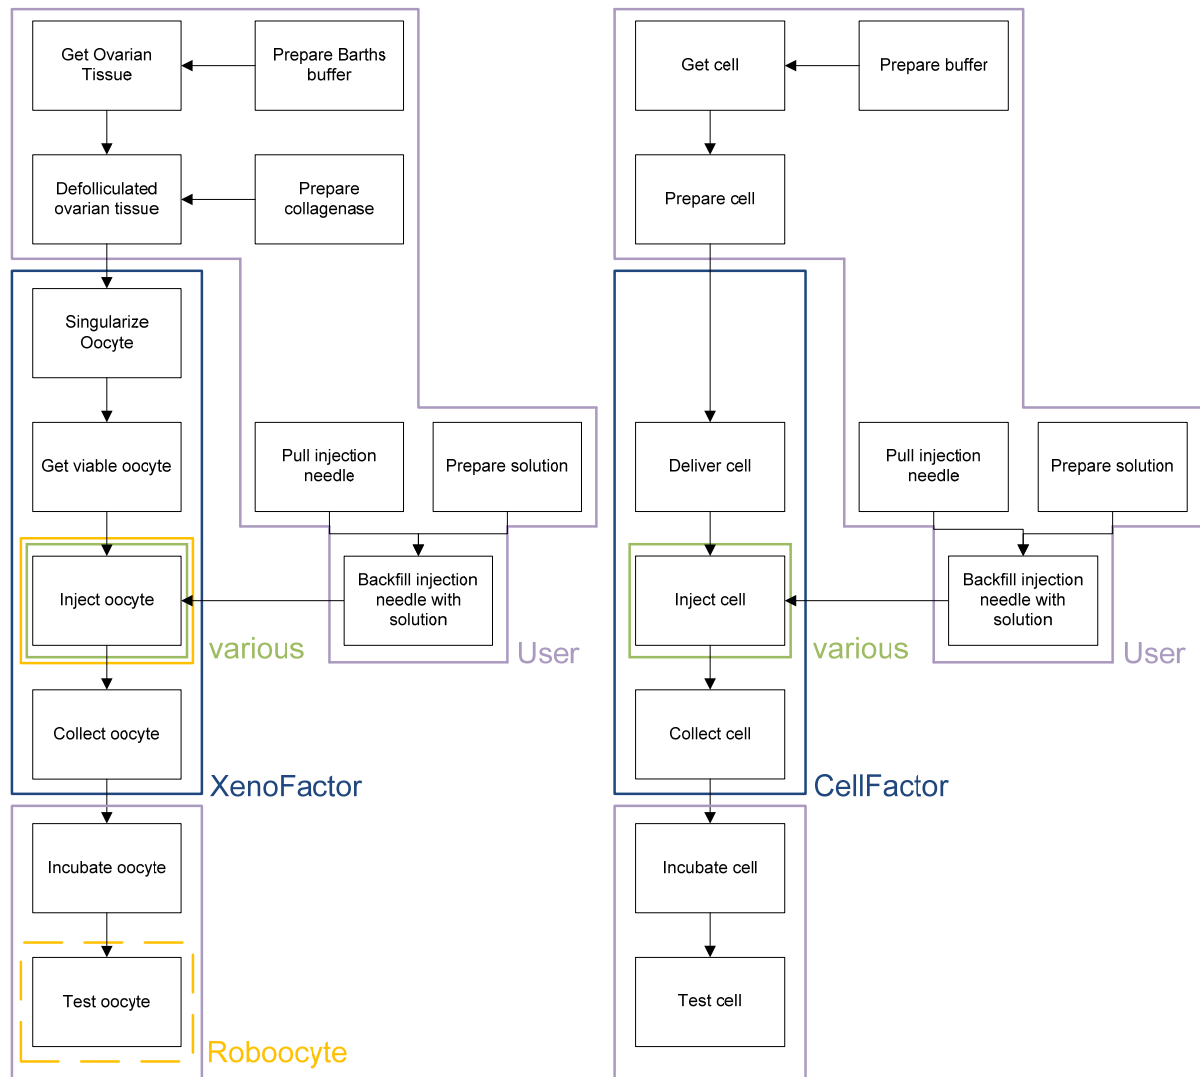 Get Ovarian
Tissue
Prepare Barths
buffer
Defolliculated
ovarian tissue
Prepare
collagenase
Singularize
Oocyte
Get viable oocyte
Pull injection
needle
Prepare solution
Inject oocyte
Backfill injection
needle with
solution
various
User
Collect oocyte
XenoFactor
Incubate oocyte
Test oocyte
Roboocyte
Get cell
Prepare buffer
Prepare cell
Deliver cell
Pull injection
needle
Prepare solution
Inject cell
Backfill injection
needle with
solution
various
User
Collect cell
CellFactor
Incubate cell
Test cell